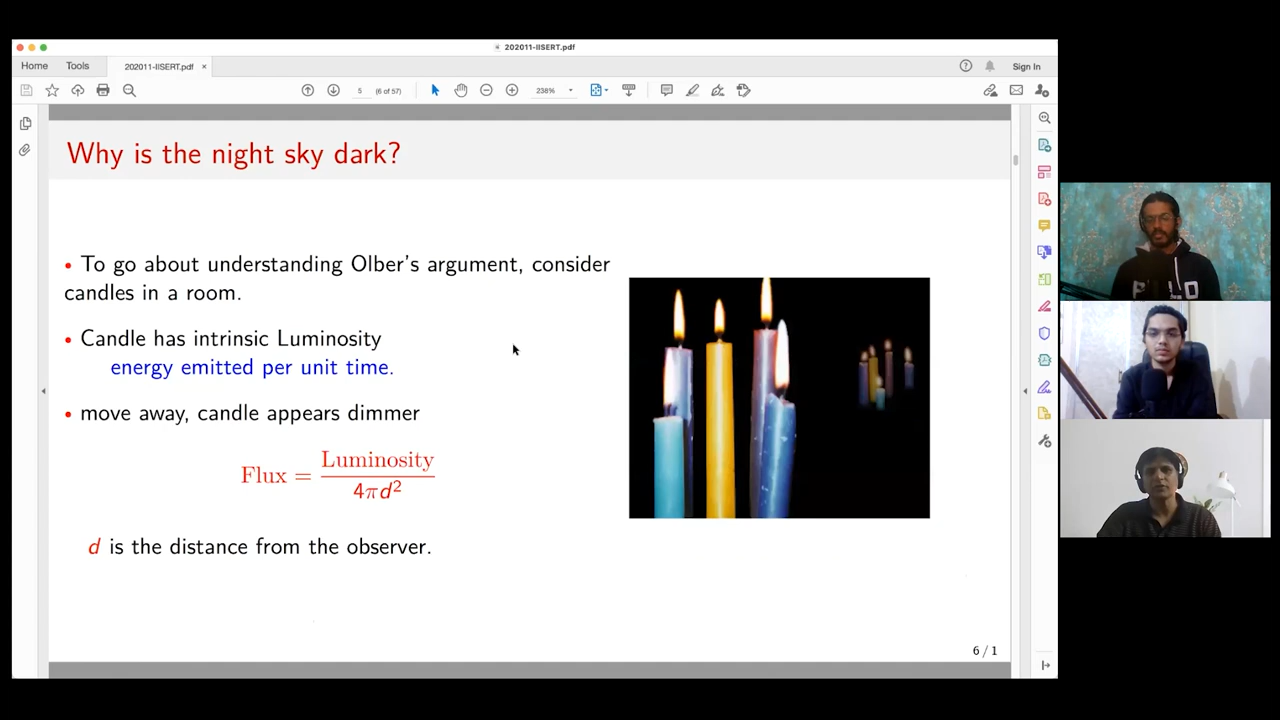 202011-IISERT.pdf
Home
Tools
202011-IISERT.pdf ×
Sign In
5
(6 of 57)
238%
Why is the night sky dark?
• To go about understanding Olber's argument, consider
candles in a room.
• Candle has intrinsic Luminosity
energy emitted per unit time.
• move away, candle appears dimmer
Flux = Luminosity / 4πd²
d is the distance from the observer.
6 / 1